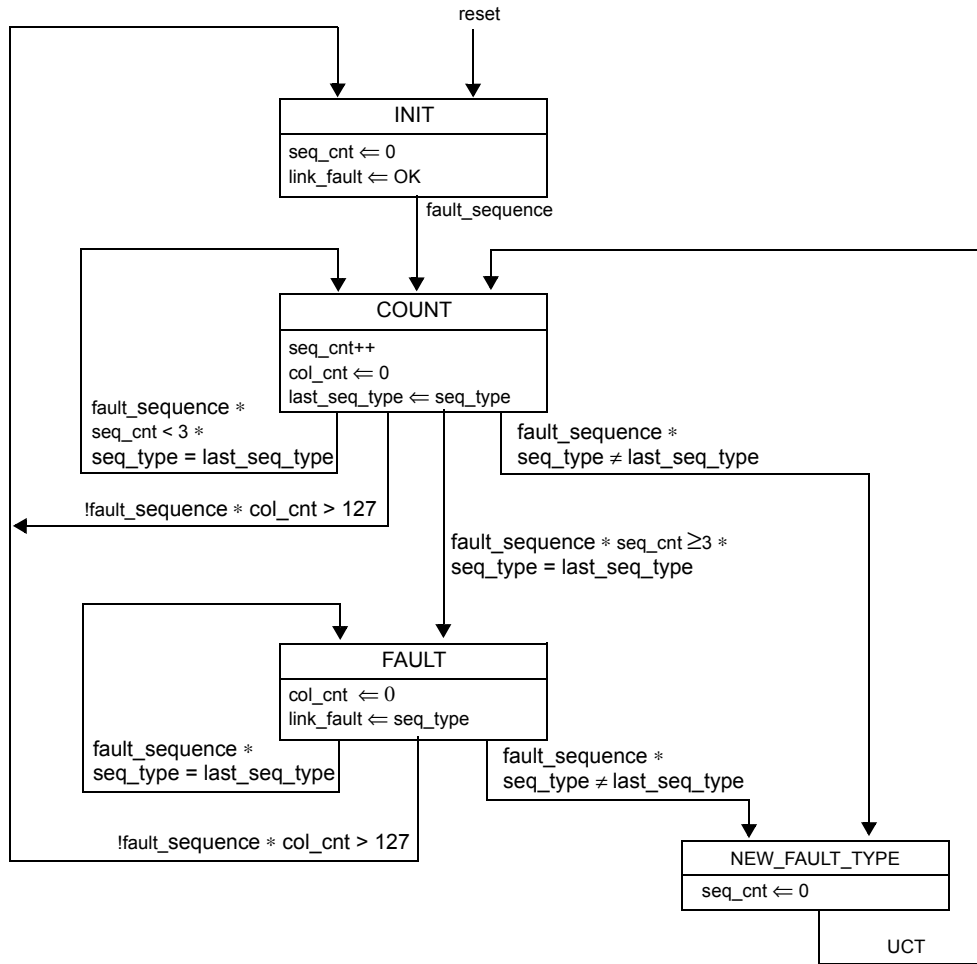 reset
INIT
seq_cnt ⇐ 0
link_fault ⇐ OK
fault_sequence
COUNT
seq_cnt++
col_cnt ⇐ 0
last_seq_type ⇐ seq_type
fault_sequence ∗
seq_cnt < 3 ∗
seq_type = last_seq_type
fault_sequence ∗
seq_type ≠ last_seq_type
!fault_sequence ∗ col_cnt > 127
fault_sequence ∗ seq_cnt ≥3 ∗
seq_type = last_seq_type
FAULT
col_cnt ⇐ 0
link_fault ⇐ seq_type
fault_sequence ∗
seq_type = last_seq_type
fault_sequence ∗
seq_type ≠ last_seq_type
!fault_sequence ∗ col_cnt > 127
NEW_FAULT_TYPE
seq_cnt ⇐ 0
UCT